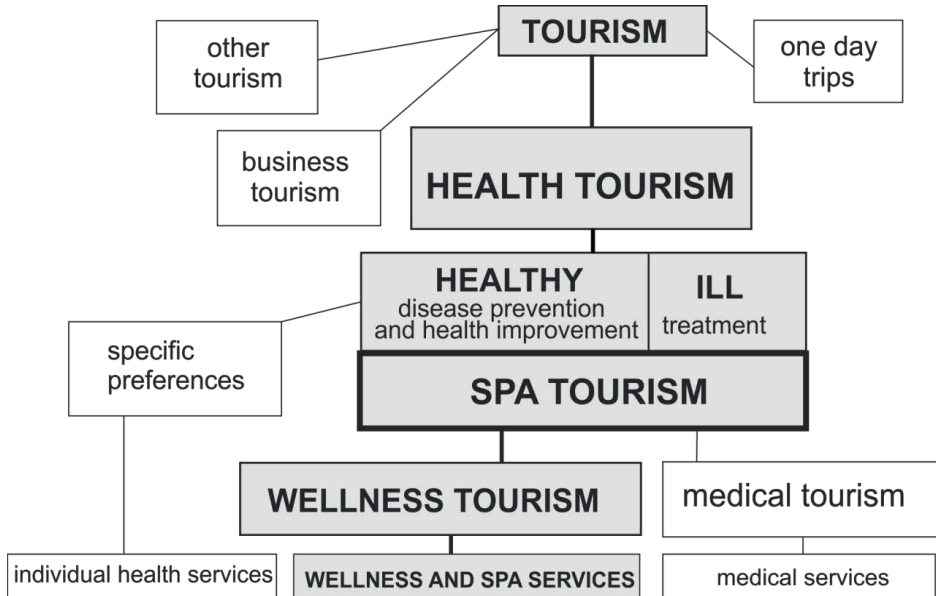 TOURISM
other
tourism
one day
trips
business
tourism
HEALTH TOURISM
HEALTHY
disease prevention
and health improvement
ILL
treatment
specific
preferences
SPA TOURISM
WELLNESS TOURISM
medical tourism
individual health services
WELLNESS AND SPA SERVICES
medical services